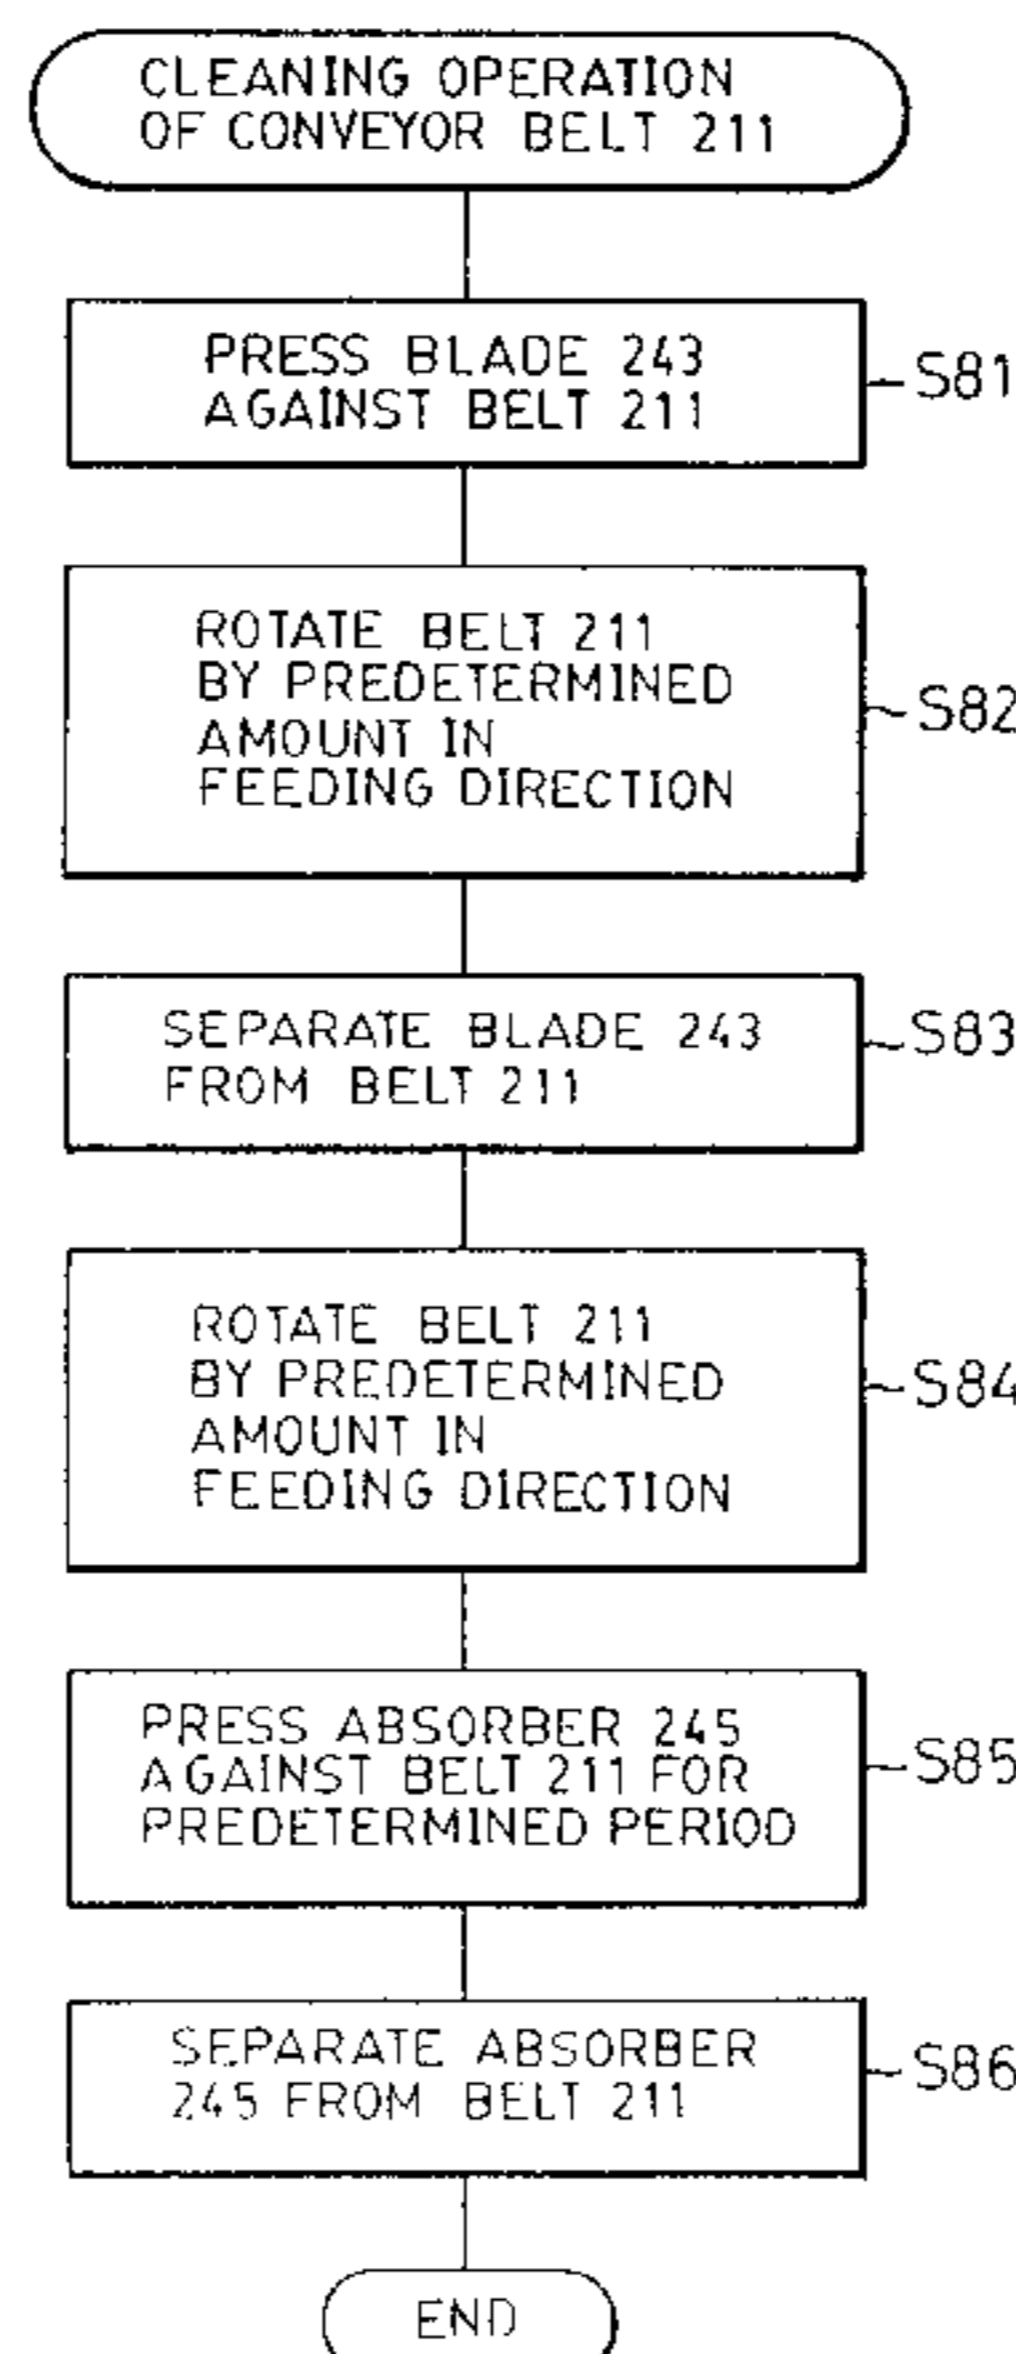 CLEANING OPERATION
OF CONVEYOR BELT 211
PRESS BLADE 243
AGAINST BELT 211
S81
ROTATE BELT 211
BY PREDETERMINED
AMOUNT IN
FEEDING DIRECTION
S82
SEPARATE BLADE 243
FROM BELT 211
S83
ROTATE BELT 211
BY PREDETERMINED
AMOUNT IN
FEEDING DIRECTION
S84
PRESS ABSORBER 245
AGAINST BELT 211 FOR
PREDETERMINED PERIOD
S85
SEPARATE ABSORBER
245 FROM BELT 211
S86
END